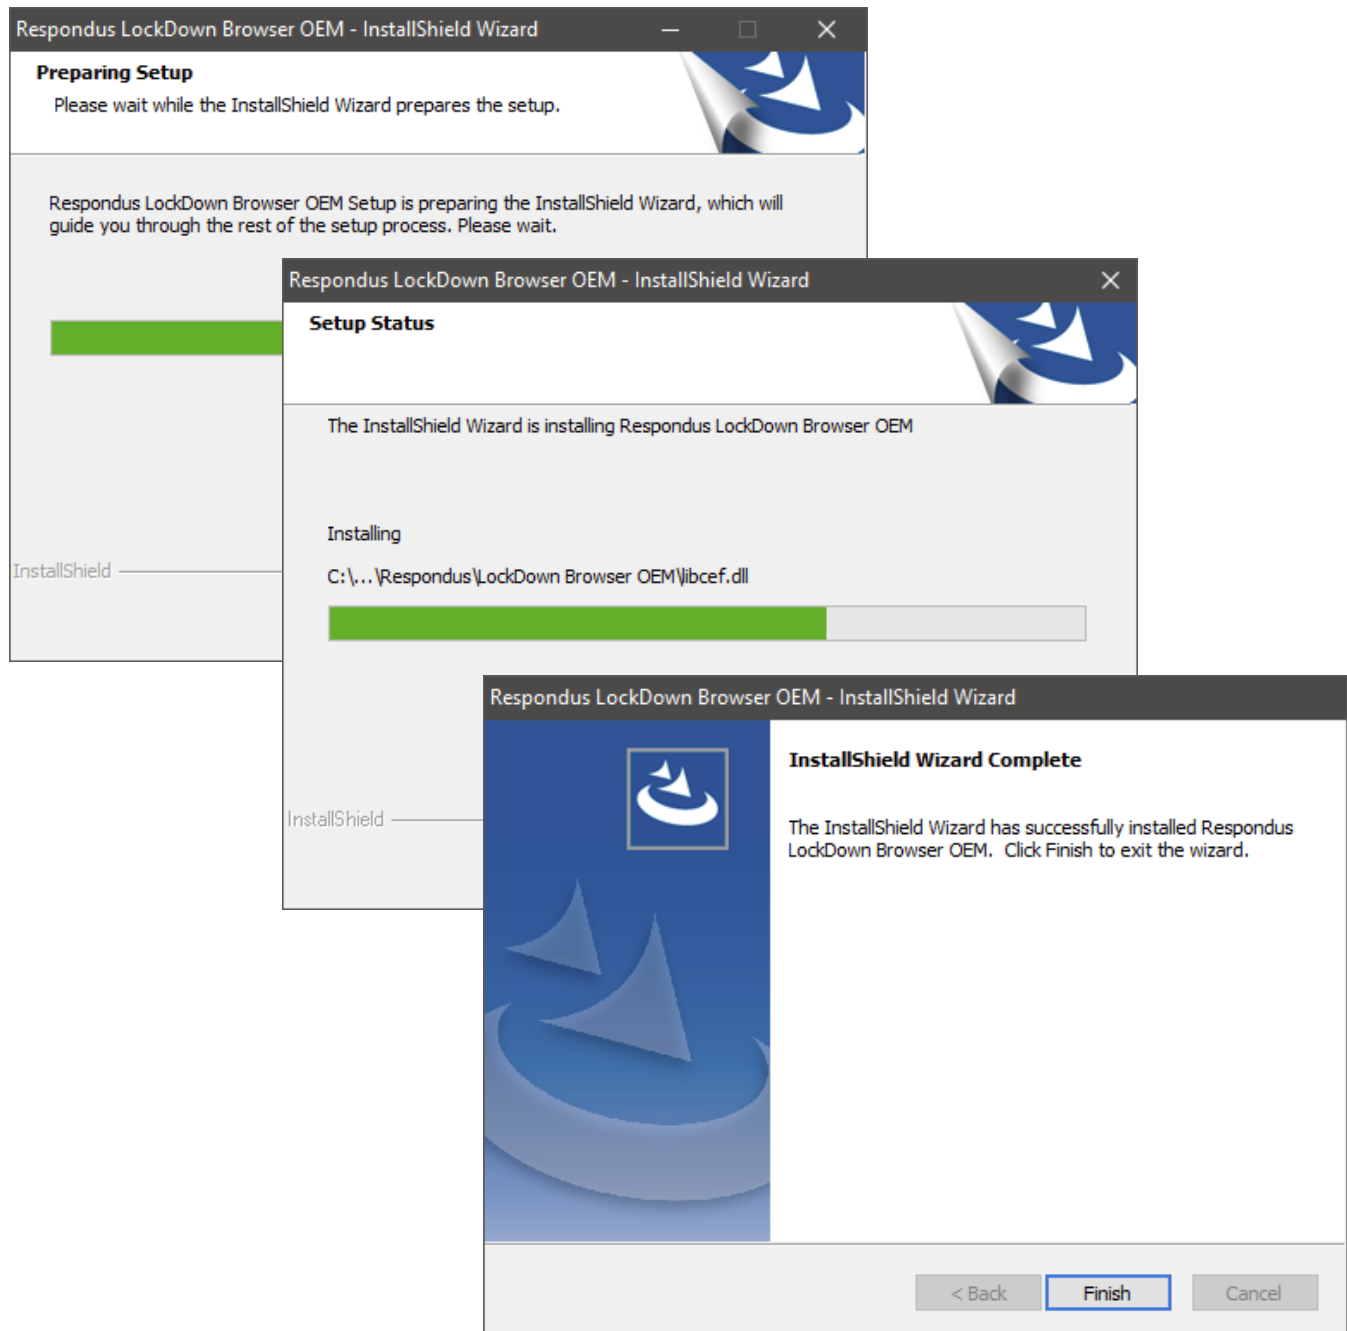 Respondus LockDown Browser OEM - InstallShield Wizard
Preparing Setup
Please wait while the InstallShield Wizard prepares the setup.
Respondus LockDown Browser OEM Setup is preparing the InstallShield Wizard, which will
guide you through the rest of the setup process. Please wait.
InstallShield
Respondus LockDown Browser OEM - InstallShield Wizard
Setup Status
The InstallShield Wizard is installing Respondus LockDown Browser OEM
Installing
C:\...\Respondus\LockDown Browser OEM\libcef.dll
InstallShield
Respondus LockDown Browser OEM - InstallShield Wizard
InstallShield Wizard Complete
The InstallShield Wizard has successfully installed Respondus
LockDown Browser OEM.  Click Finish to exit the wizard.
< Back Finish Cancel